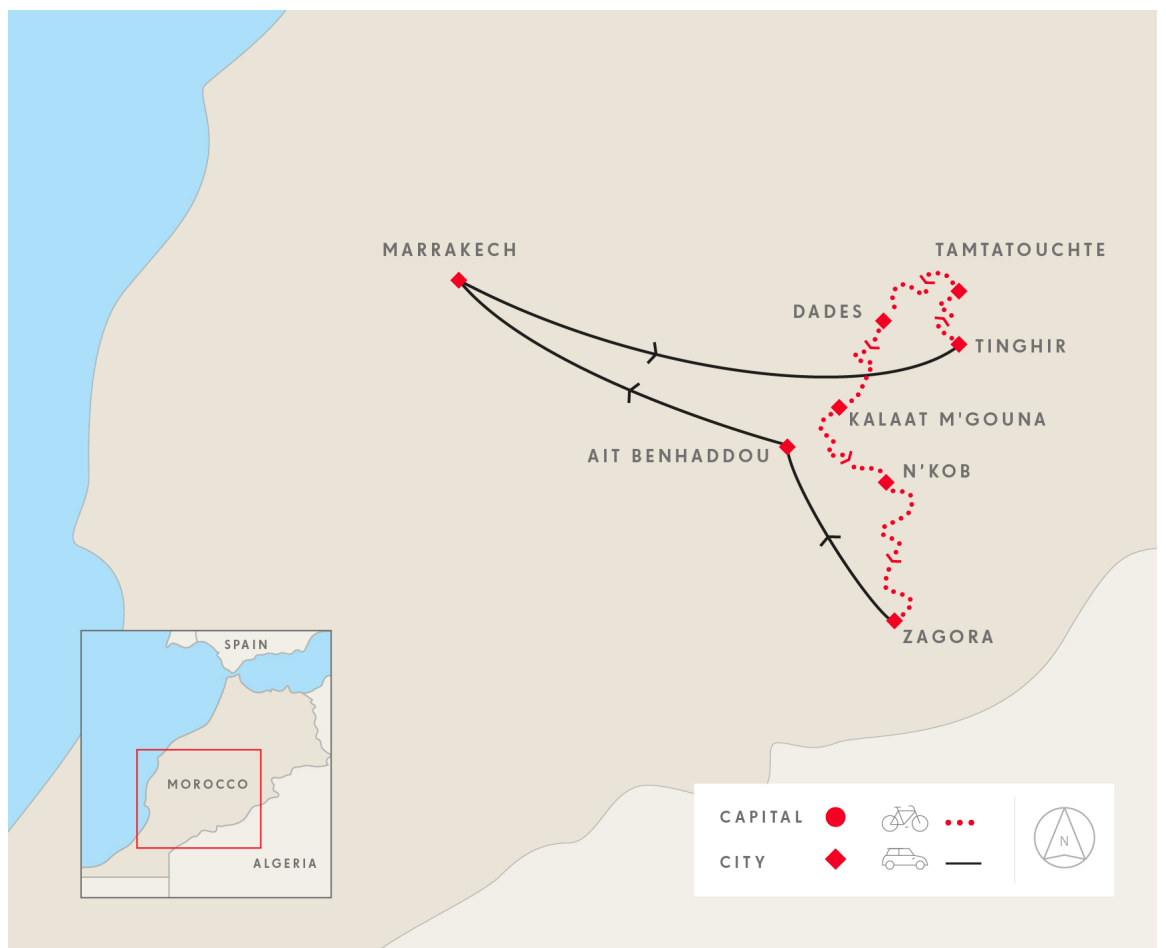 MARRAKECH
TAMTATOUCHTE
DADES
TINGHIR
KALAAT M'GOUNA
AIT BENHADDOU
N'KOB
ZAGORA
SPAIN
MOROCCO
ALGERIA
CAPITAL
CITY
N